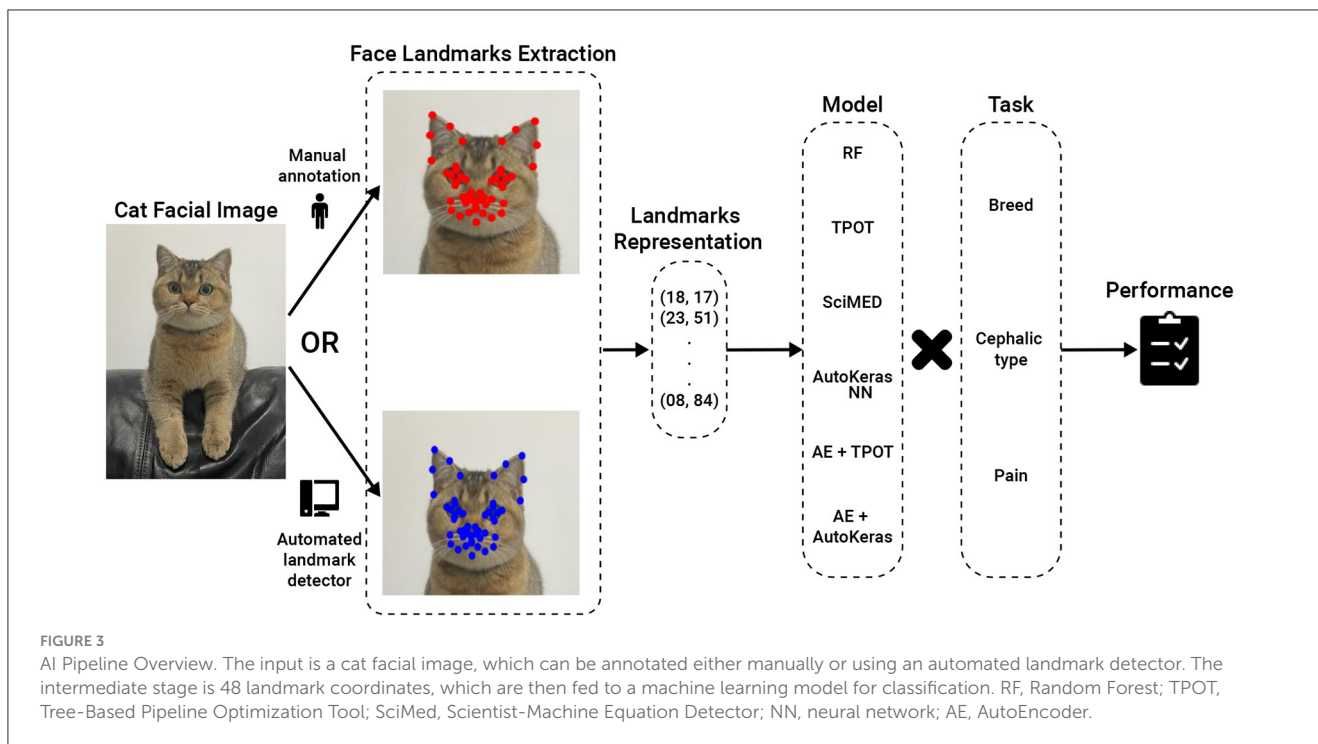 Face Landmarks Extraction
Manual
annotation
Cat Facial Image
OR
Automated
landmark
detector
Landmarks
Representation
(18, 17)
(23, 51)
.
.
.
(08, 84)
Model
RF
TPOT
SciMED
AutoKeras
NN
AE + TPOT
AE +
AutoKeras
Task
Breed
Cephalic
type
Pain
Performance
FIGURE 3
AI Pipeline Overview. The input is a cat facial image, which can be annotated either manually or using an automated landmark detector. The
intermediate stage is 48 landmark coordinates, which are then fed to a machine learning model for classification. RF, Random Forest; TPOT,
Tree-Based Pipeline Optimization Tool; SciMed, Scientist-Machine Equation Detector; NN, neural network; AE, AutoEncoder.